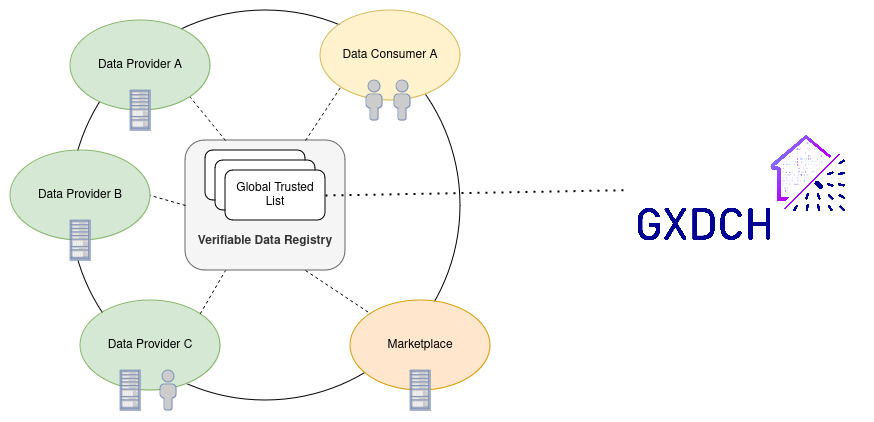 Data Provider A
Data Consumer A
Data Provider B
Global Trusted
List
Verifiable Data Registry
GXDCH
Data Provider C
Marketplace